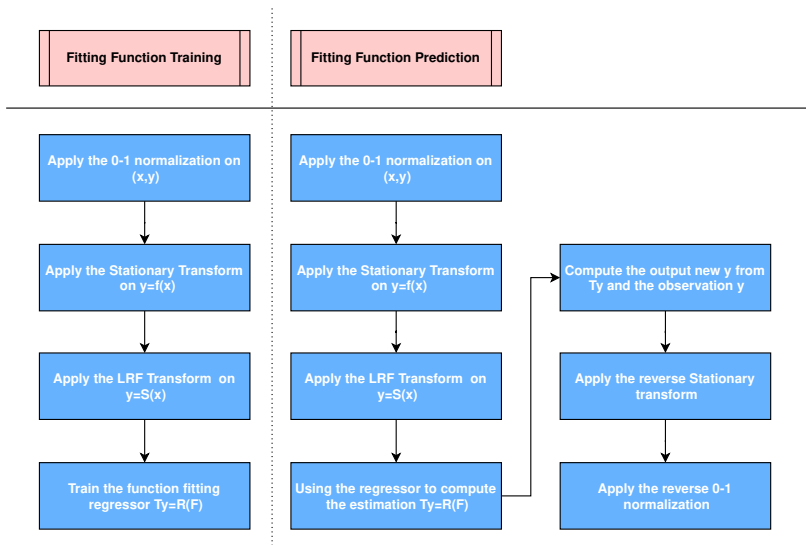 Fitting Function Training
Fitting Function Prediction
Apply the 0-1 normalization on
(x,y)
Apply the Stationary Transform
on y=f(x)
Apply the LRF Transform on
y=S(x)
Train the function fitting
regressor Ty=R(F)
Apply the 0-1 normalization on
(x,y)
Apply the Stationary Transform
on y=f(x)
Apply the LRF Transform on
y=S(x)
Using the regressor to compute
the estimation Ty=R(F)
Compute the output new y from
Ty and the observation y
Apply the reverse Stationary
transform
Apply the reverse 0-1
normalization